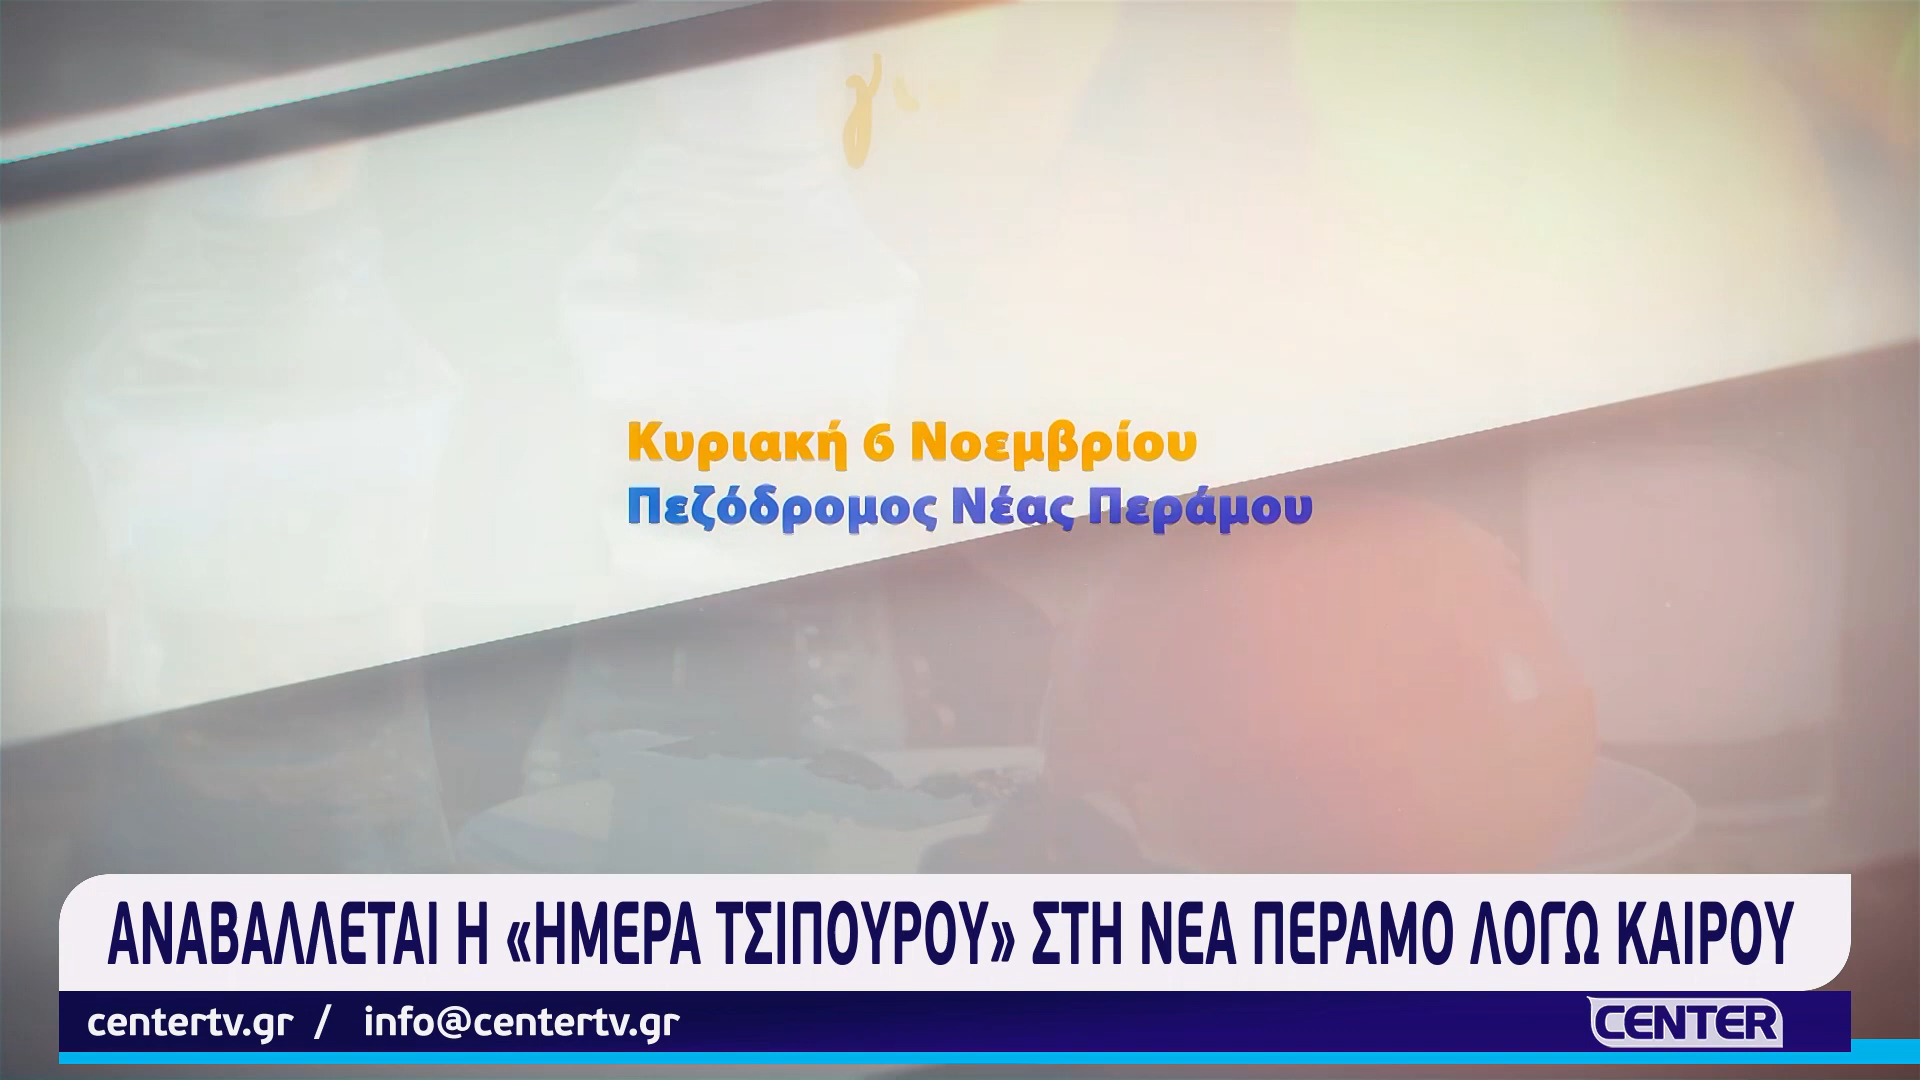 Κυριακή 6 Νοεμβρίου
Πεζόδρομος Νέας Περάμου
ΑΝΑΒΑΛΛΕΤΑΙ Η «ΗΜΕΡΑ ΤΣΙΠΟΥΡΟΥ» ΣΤΗ ΝΕΑ ΠΕΡΑΜΟ ΛΟΓΩ ΚΑΙΡΟΥ
centertv.gr / info@centertv.gr
CENTER